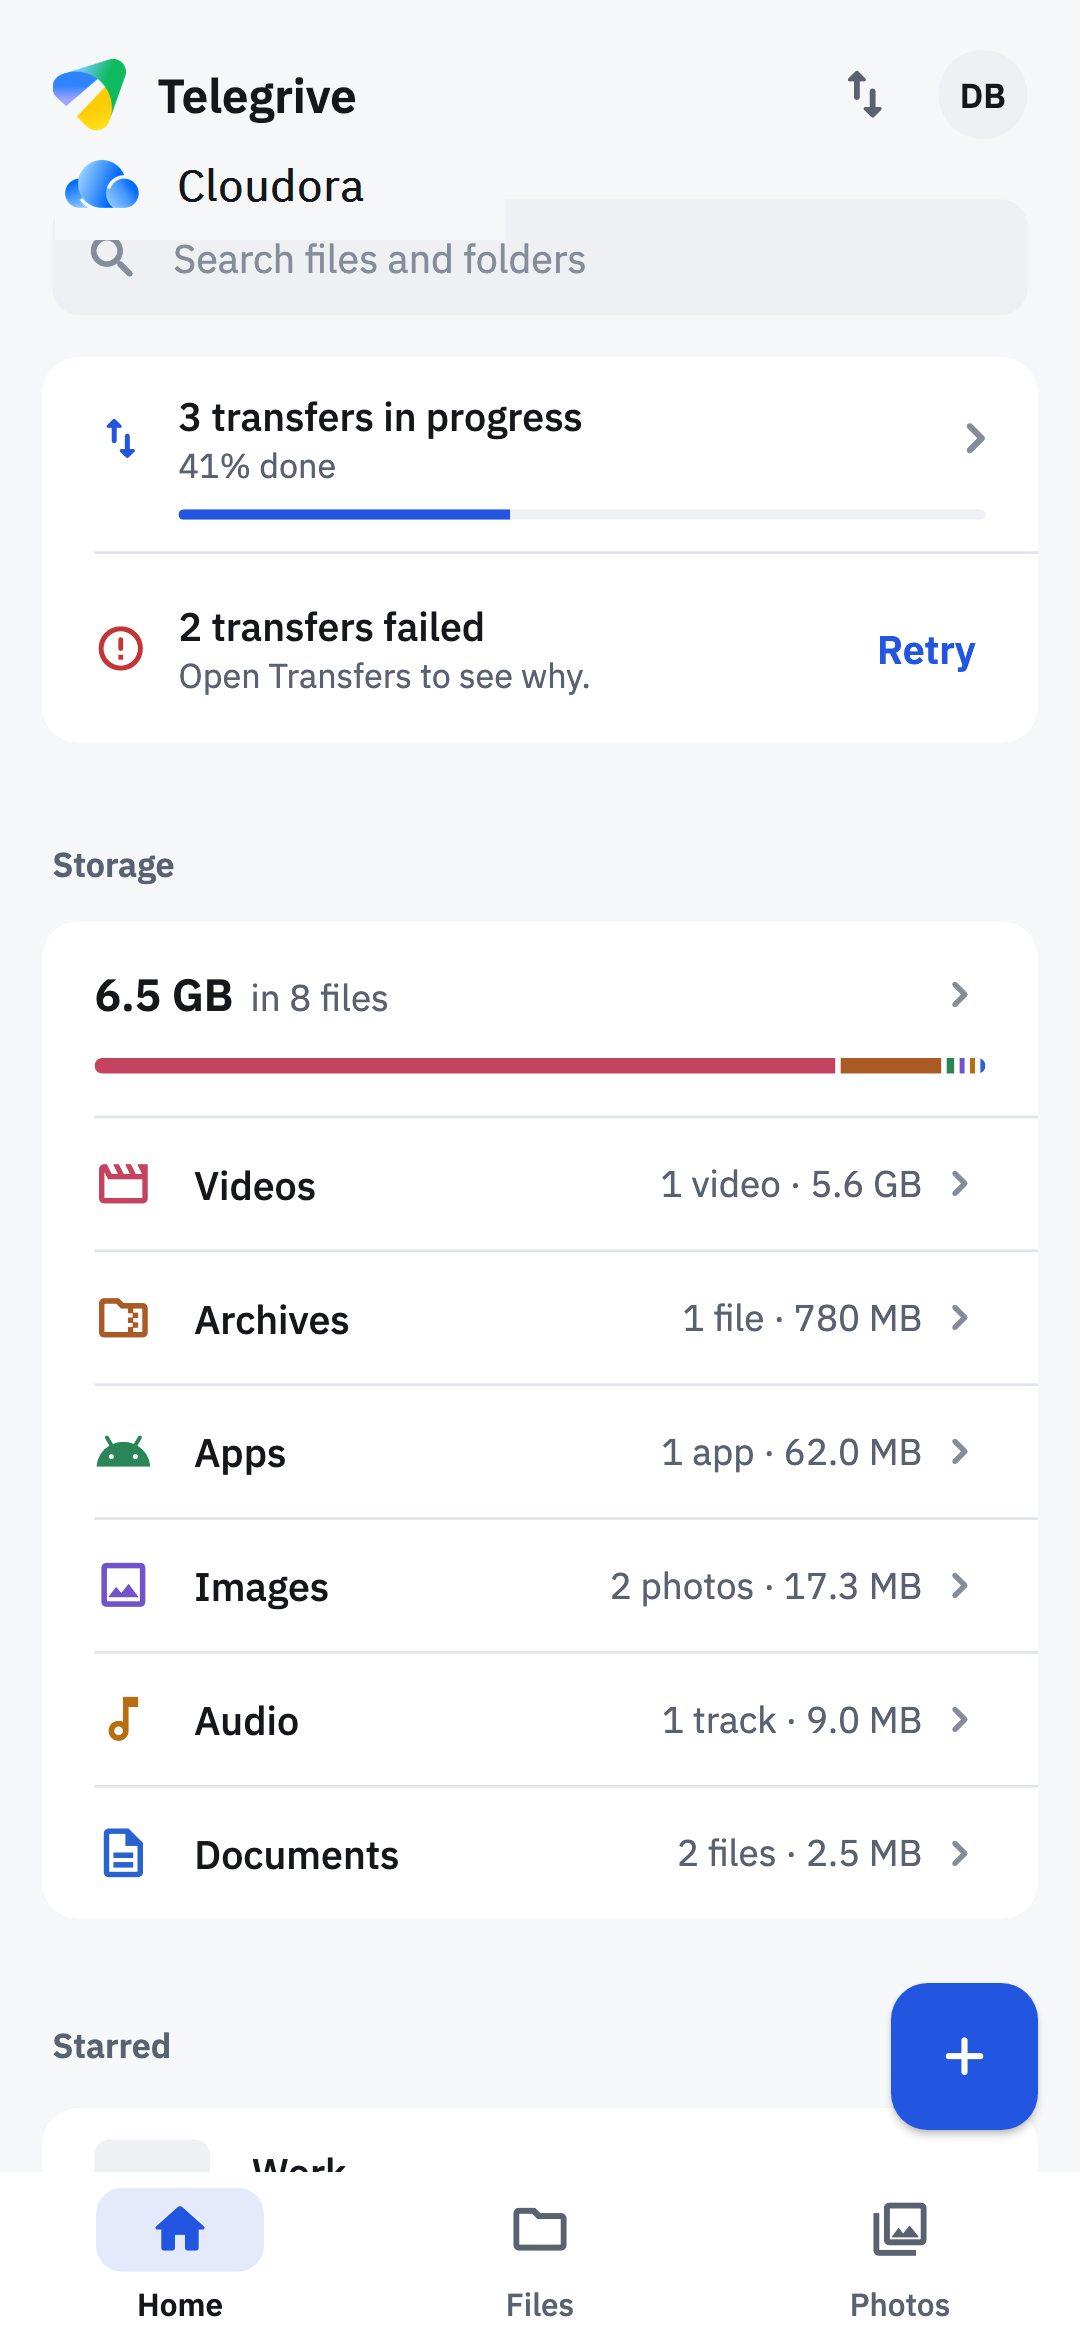 Telegrive
DB
Cloudora
Search files and folders
3 transfers in progress
41% done
2 transfers failed
Open Transfers to see why.
Retry
Storage
6.5 GB in 8 files
Videos 1 video · 5.6 GB
Archives 1 file · 780 MB
Apps 1 app · 62.0 MB
Images 2 photos · 17.3 MB
Audio 1 track · 9.0 MB
Documents 2 files · 2.5 MB
Starred
Work
Home Files Photos